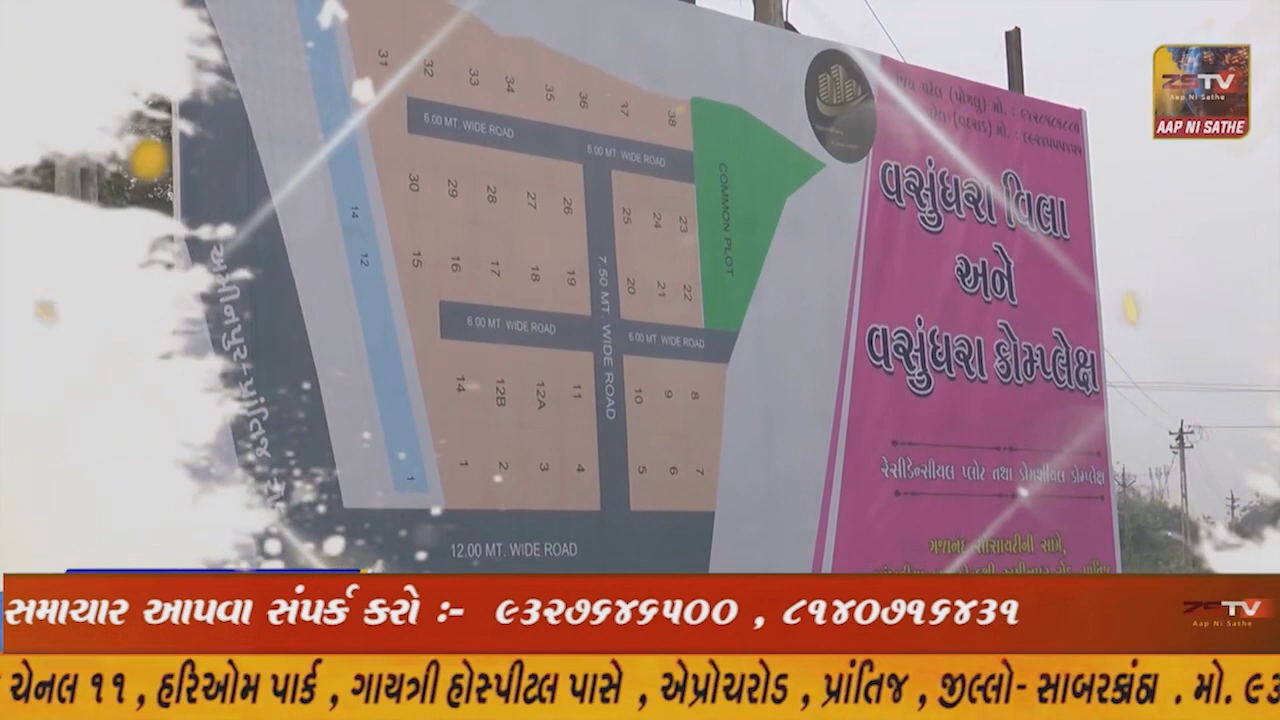 31 32 33 34 35 36 37 38
6.00 MT. WIDE ROAD
6.00 MT. WIDE ROAD
30 29 28 27 26 25 24 23
COMMON PLOT
14
12
15 16 17 18 19 20 21 22
7.50 MT. WIDE ROAD
6.00 MT. WIDE ROAD
6.00 MT. WIDE ROAD
14 12B 12A 11 10 9 8
1 2 3 4 5 6 7
1
12.00 MT. WIDE ROAD
વસુંધરા વિલા
અને
વસુંધરા કોમ્પ્લેક્ષ
રેસીડેન્સીયલ પ્લોટ તથા કોમર્શીયલ કોમ્પ્લેક્ષ
ગજાનંદ સોસાયટીની સામે,
ZSTV
Aap Ni Sathe
AAP NI SATHE
સમાચાર આપવા સંપર્ક કરો :- ૯૩૨૭૬૪૬૫૦૦ , ૮૧૪૦૭૧૬૪૩૧
ZSTV
Aap Ni Sathe
ચેનલ ૧૧ , હરિઓમ પાર્ક , ગાયત્રી હોસ્પીટલ પાસે , એપ્રોચરોડ , પ્રાંતિજ , જીલ્લો- સાબરકાંઠા . મો. ૯૩